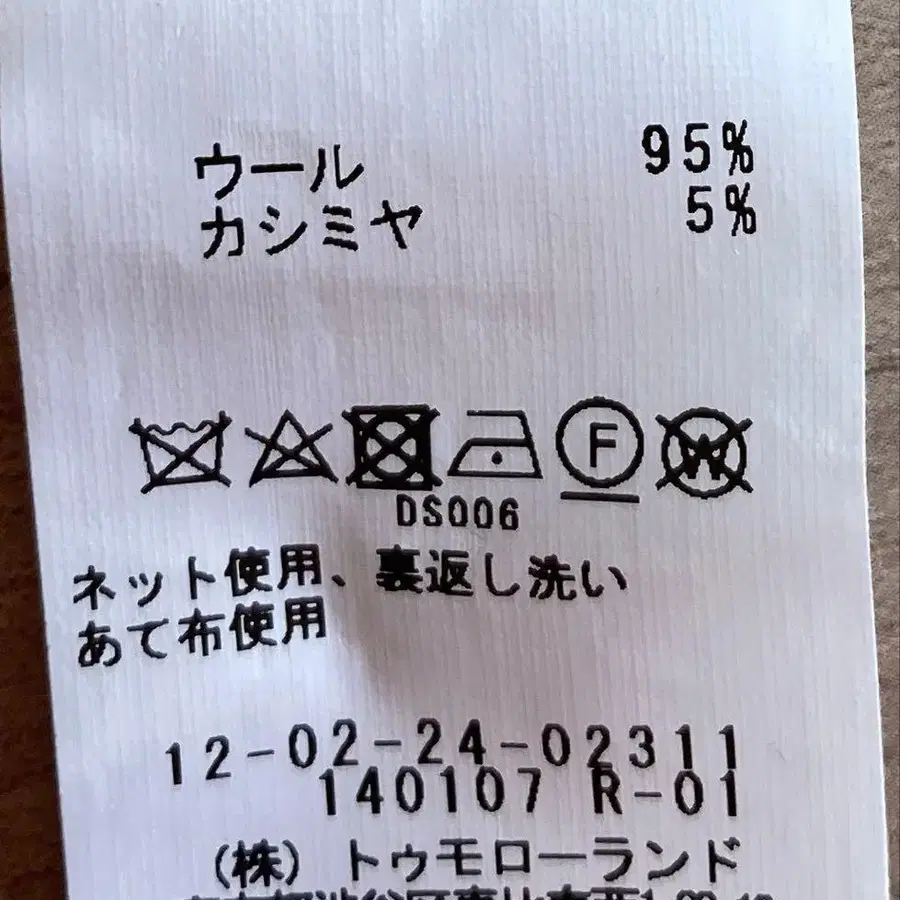 ウール 95%
カシミヤ 5%
F W
DS006
ネット使用、裏返し洗い
あて布使用
12-02-24-02311
140107 R-01
(株) トゥモローランド